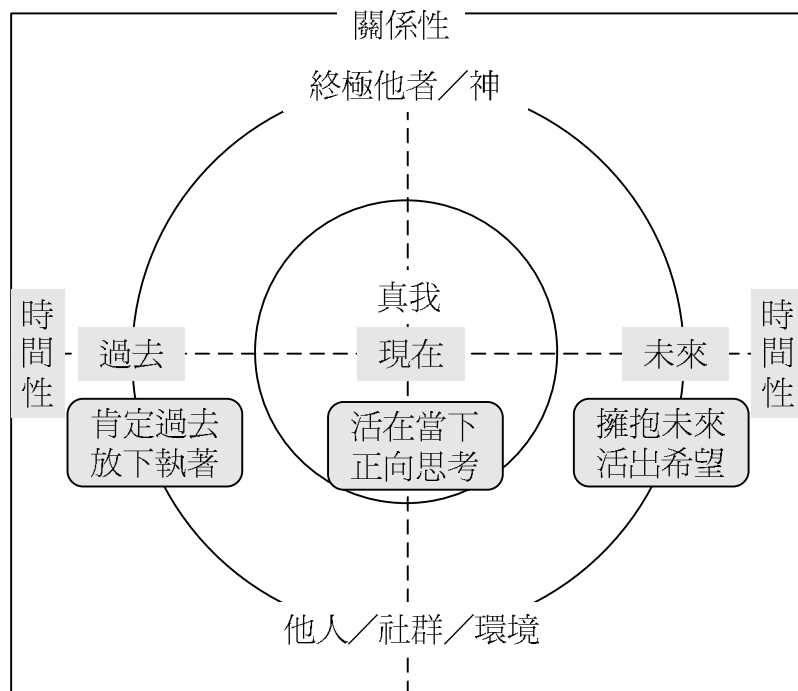 關係性
終極他者／神
真我
時間性
過去
現在
未來
時間性
肯定過去
放下執著
活在當下
正向思考
擁抱未來
活出希望
他人／社群／環境